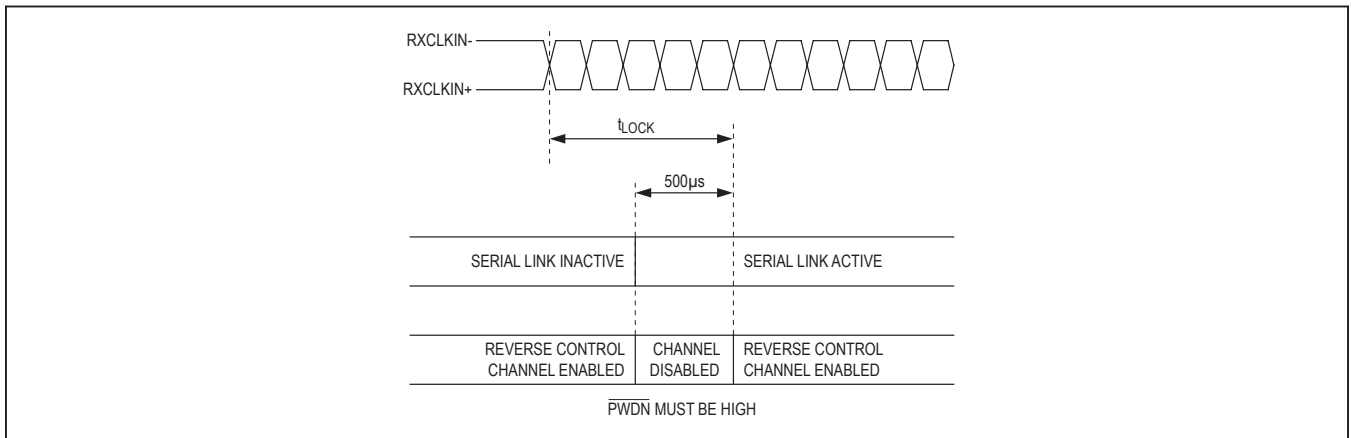 RXCLKIN-
RXCLKIN+
tLOCK
500µs
SERIAL LINK INACTIVE
SERIAL LINK ACTIVE
REVERSE CONTROL
CHANNEL ENABLED
CHANNEL
DISABLED
REVERSE CONTROL
CHANNEL ENABLED
PWDN MUST BE HIGH